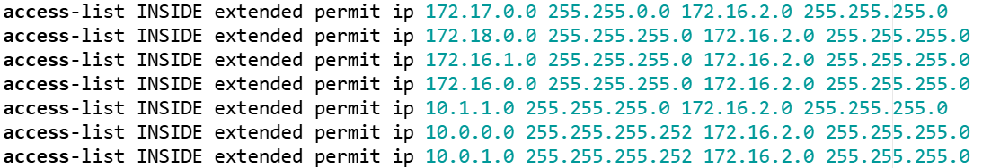 access-list INSIDE extended permit ip 172.17.0.0 255.255.0.0 172.16.2.0 255.255.255.0
access-list INSIDE extended permit ip 172.18.0.0 255.255.255.0 172.16.2.0 255.255.255.0
access-list INSIDE extended permit ip 172.16.1.0 255.255.255.0 172.16.2.0 255.255.255.0
access-list INSIDE extended permit ip 172.16.0.0 255.255.255.0 172.16.2.0 255.255.255.0
access-list INSIDE extended permit ip 10.1.1.0 255.255.255.0 172.16.2.0 255.255.255.0
access-list INSIDE extended permit ip 10.0.0.0 255.255.255.252 172.16.2.0 255.255.255.0
access-list INSIDE extended permit ip 10.0.1.0 255.255.255.252 172.16.2.0 255.255.255.0